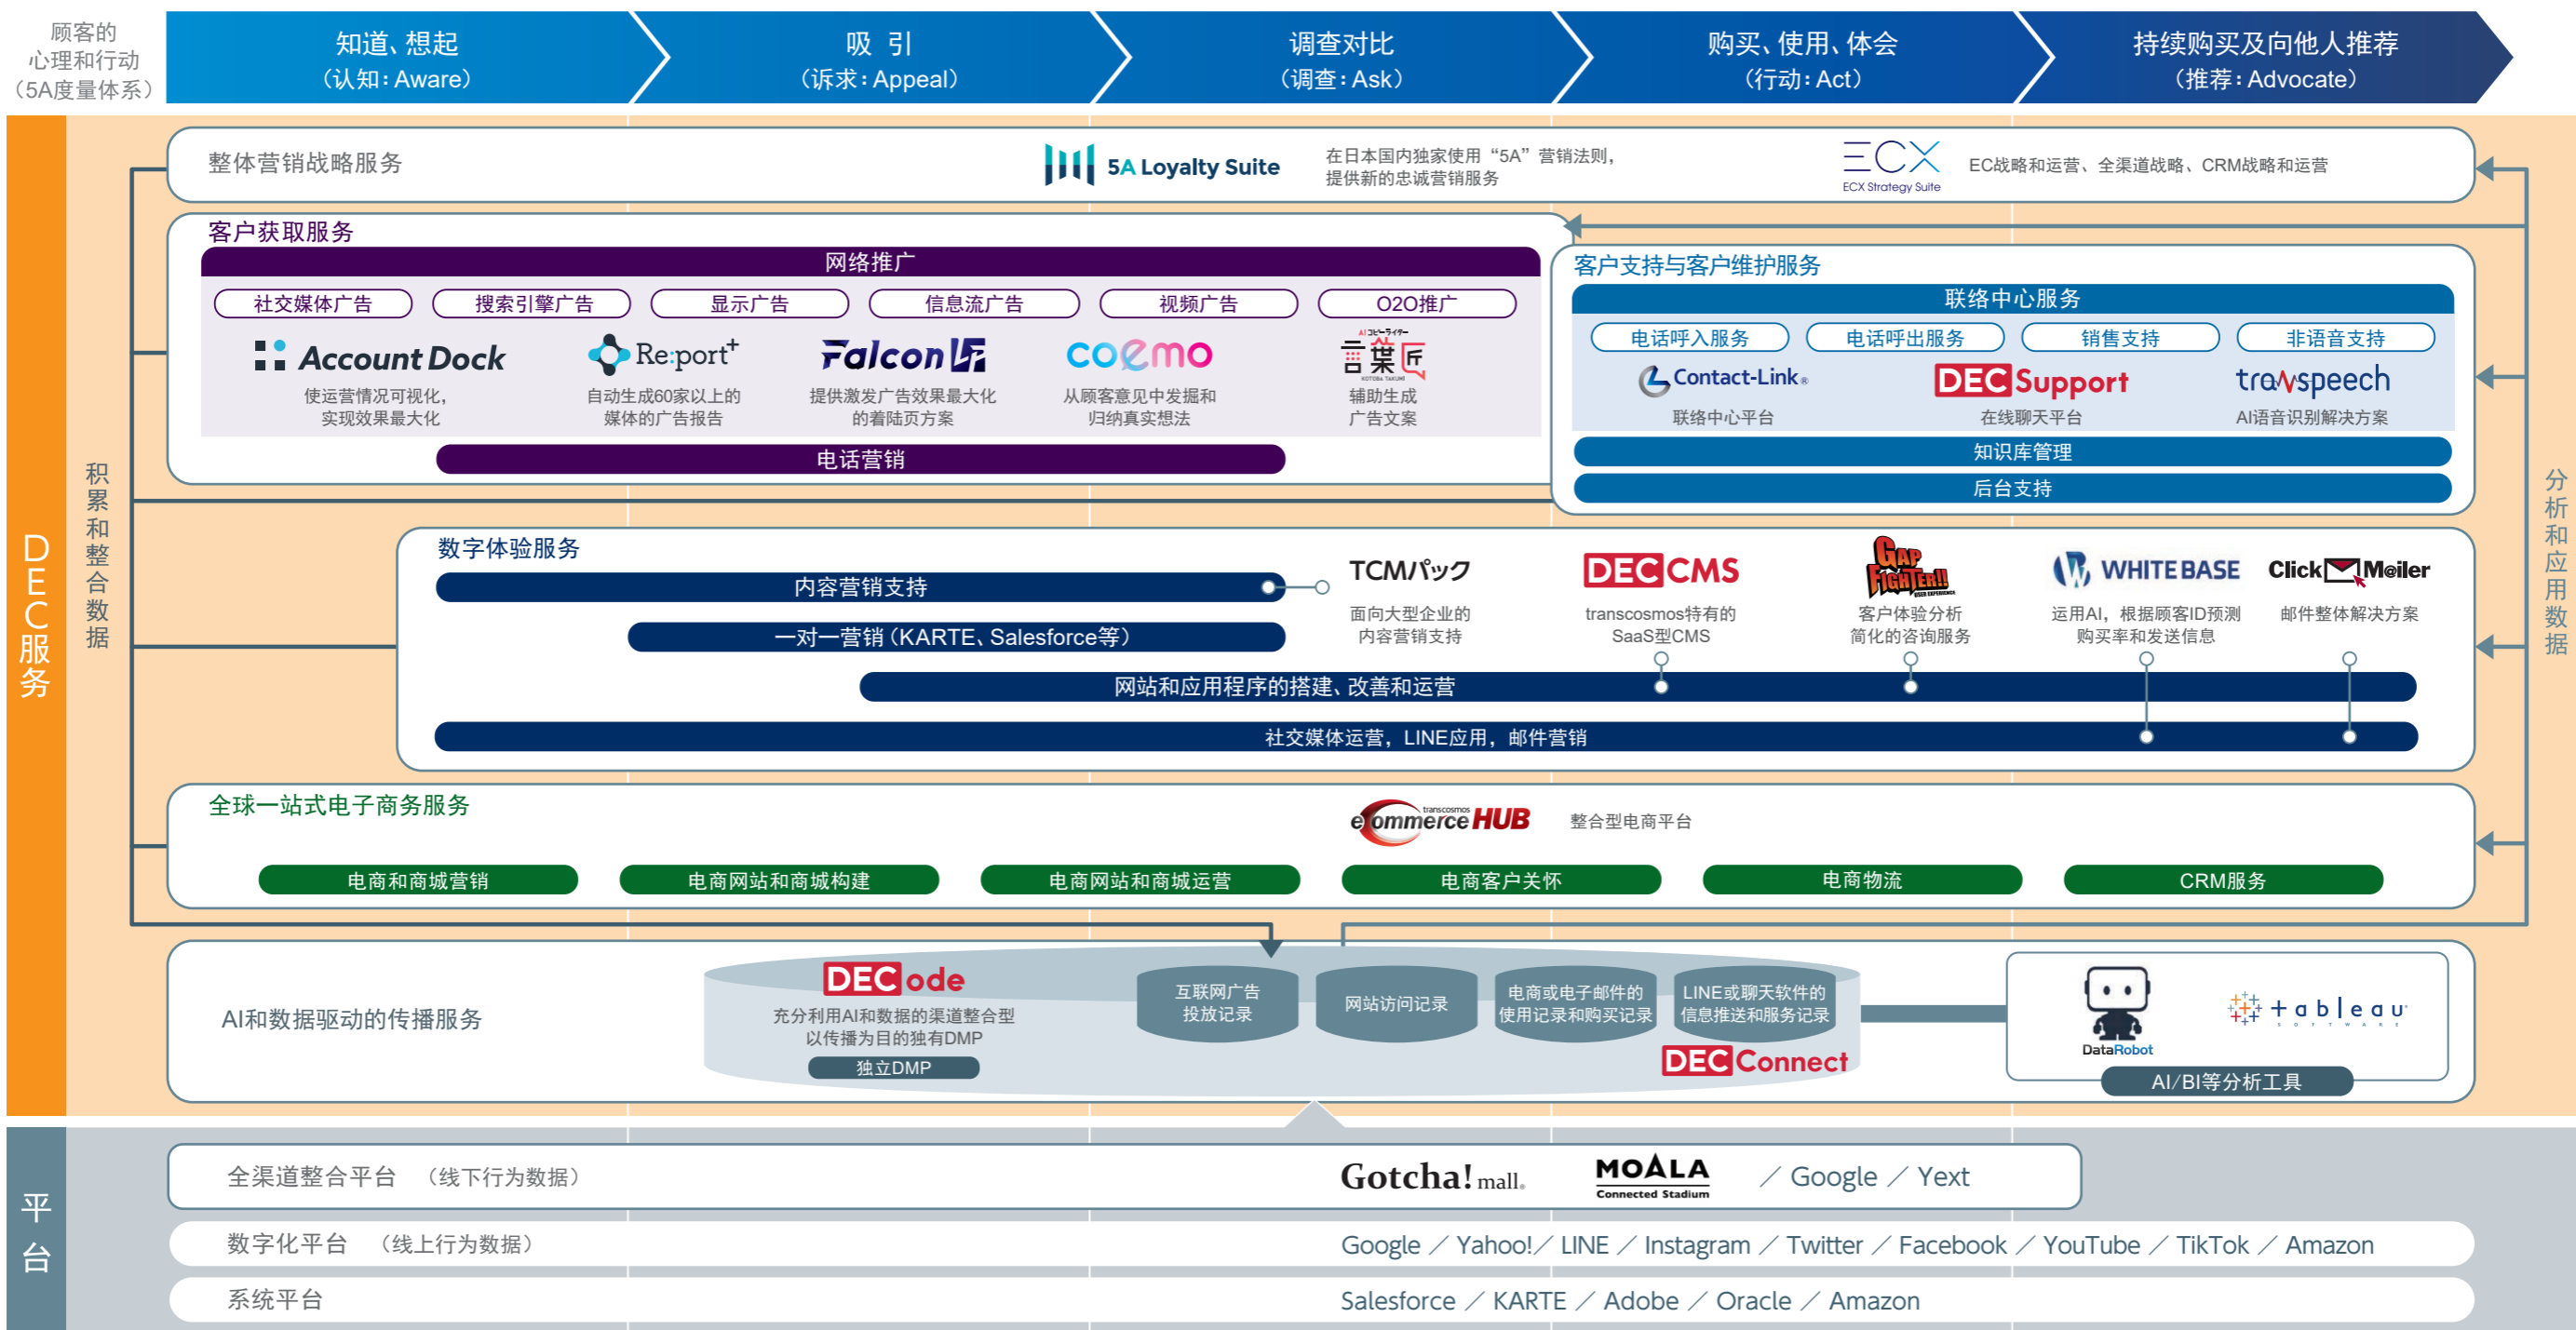 顾客的
心理和行动
（5A度量体系）
知道、想起
（认知：Aware）
吸 引
（诉求：Appeal）
调查对比
（调查：Ask）
购买、使用、体会
（行动：Act）
持续购买及向他人推荐
（推荐：Advocate）
DEC服务
积累和整合数据
分析和应用数据
整体营销战略服务
5A Loyalty Suite
在日本国内独家使用“5A”营销法则，
提供新的忠诚营销服务
ECX
ECX Strategy Suite
EC战略和运营、全渠道战略、CRM战略和运营
客户获取服务
网络推广
社交媒体广告
搜索引擎广告
显示广告
信息流广告
视频广告
O2O推广
Account Dock
使运营情况可视化，
实现效果最大化
Re:port+
自动生成60家以上的
媒体的广告报告
Falcon
提供激发广告效果最大化
的着陆页方案
coemo
从顾客意见中发掘和
归纳真实想法
AIコピーライター
言葉匠
KOTOBA TAKUMI
辅助生成
广告文案
电话营销
客户支持与客户维护服务
联络中心服务
电话呼入服务
电话呼出服务
销售支持
非语音支持
Contact-Link®
联络中心平台
DEC Support
在线聊天平台
transpeech
AI语音识别解决方案
知识库管理
后台支持
数字体验服务
内容营销支持
一对一营销（KARTE、Salesforce等）
网站和应用程序的搭建、改善和运营
社交媒体运营，LINE应用，邮件营销
TCMパック
面向大型企业的
内容营销支持
DEC CMS
transcosmos特有的
SaaS型CMS
GAP
FIGHTER!!
USER EXPERIENCE
客户体验分析
简化的咨询服务
WHITE BASE
运用AI，根据顾客ID预测
购买率和发送信息
Click M@iler
邮件整体解决方案
全球一站式电子商务服务
transcosmos
eCommerce HUB
整合型电商平台
电商和商城营销
电商网站和商城构建
电商网站和商城运营
电商客户关怀
电商物流
CRM服务
AI和数据驱动的传播服务
DECode
充分利用AI和数据的渠道整合型
以传播为目的独有DMP
独立DMP
互联网广告
投放记录
网站访问记录
电商或电子邮件的
使用记录和购买记录
LINE或聊天软件的
信息推送和服务记录
DEC Connect
DataRobot
+ableau
SOFTWARE
AI/BI等分析工具
平台
全渠道整合平台 （线下行为数据）
Gotcha!mall®
MOALA
Connected Stadium
／ Google ／ Yext
数字化平台 （线上行为数据）
Google ／ Yahoo!／ LINE ／ Instagram ／ Twitter ／ Facebook ／ YouTube ／ TikTok ／ Amazon
系统平台
Salesforce ／ KARTE ／ Adobe ／ Oracle ／ Amazon